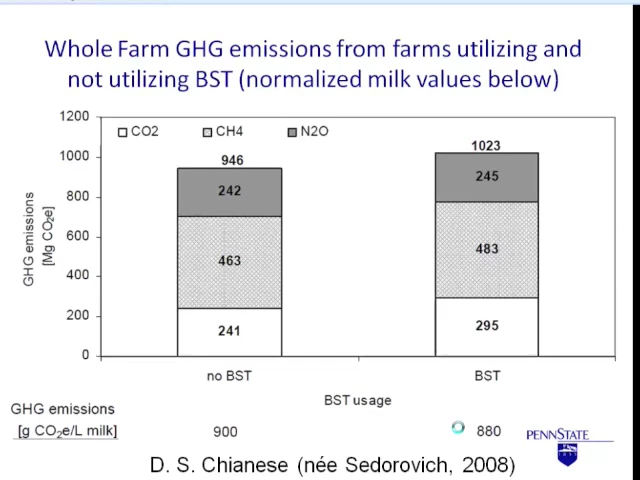 Whole Farm GHG emissions from farms utilizing and
not utilizing BST (normalized milk values below)
1200
CO2 CH4 N2O
1000
800
600
400
200
0
GHG emissions
[Mg CO2e]
946
242
463
241
1023
245
483
295
no BST BST
BST usage
GHG emissions
[g CO2e/L milk] 900 880
PENNSTATE
D. S. Chianese (née Sedorovich, 2008)